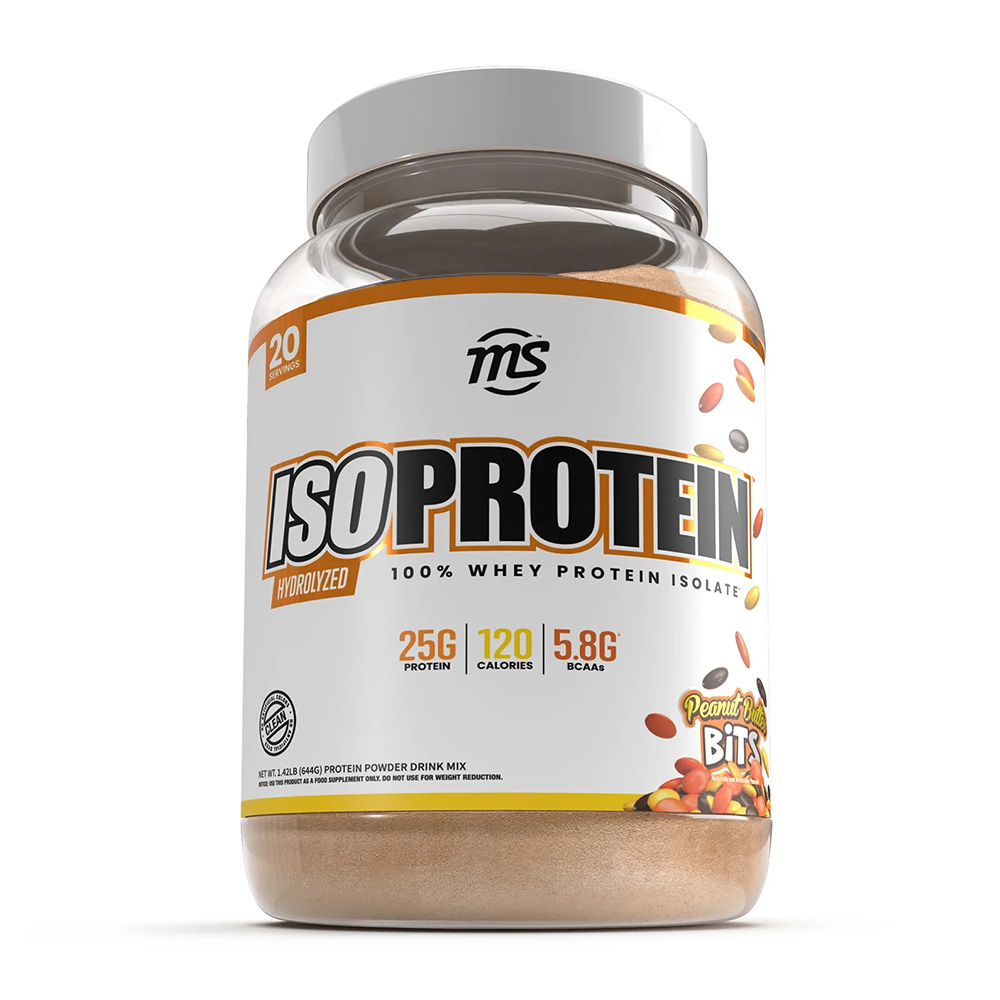 20
SERVINGS
ms™
ISOPROTEIN™
HYDROLYZED
100% WHEY PROTEIN ISOLATE*
25G PROTEIN
120 CALORIES
5.8G* BCAAs
CLEAN
Peanut Butter
BiTS
NET WT. 1.42LB (644G) PROTEIN POWDER DRINK MIX
NOTICE: USE THIS PRODUCT AS A FOOD SUPPLEMENT ONLY. DO NOT USE FOR WEIGHT REDUCTION.